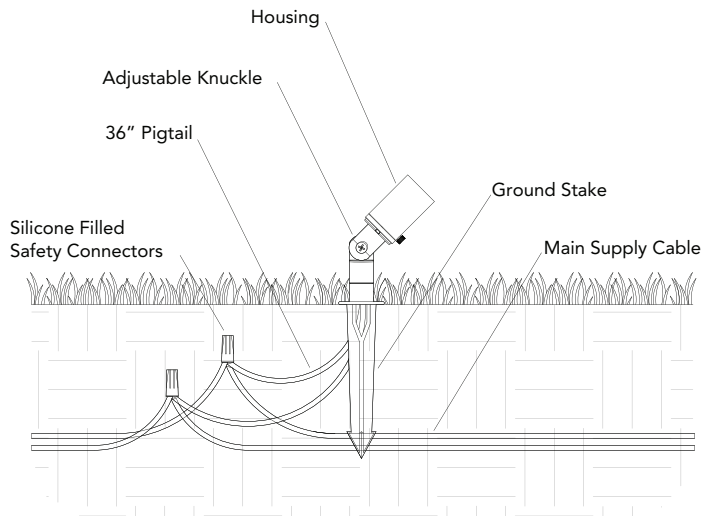 Housing
Adjustable Knuckle
36” Pigtail
Ground Stake
Silicone Filled
Safety Connectors
Main Supply Cable